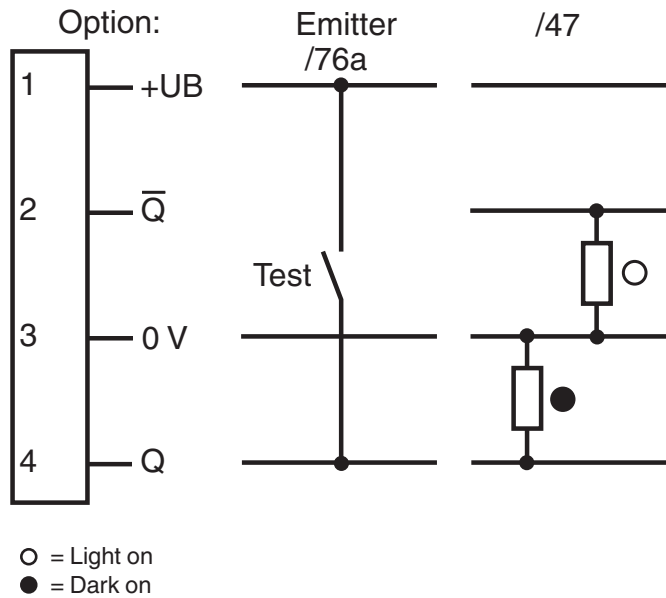 Option:
Emitter
/76a
/47
1
+UB
2
Q̅
Test
3
0 V
4
Q
= Light on
= Dark on